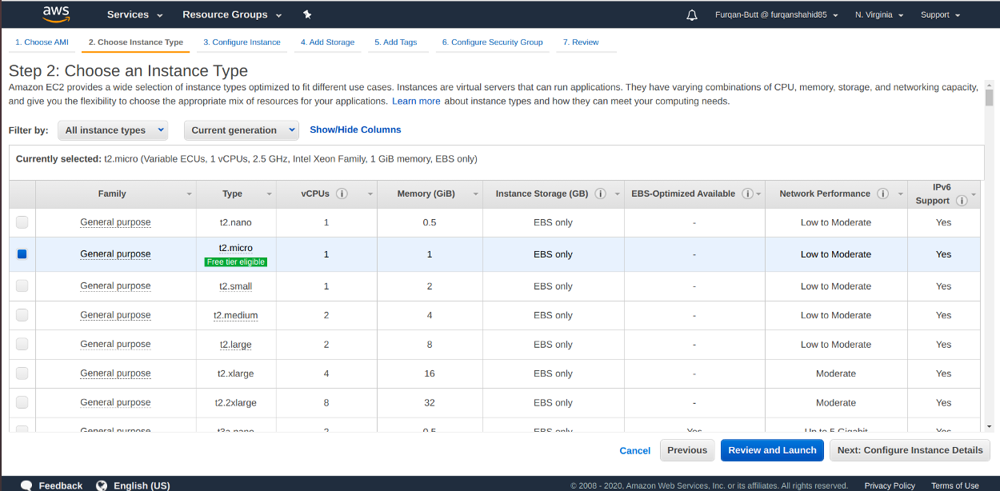 aws Services Resource Groups Furqan-Butt @ furqanshahid85 N. Virginia Support
1. Choose AMI 2. Choose Instance Type 3. Configure Instance 4. Add Storage 5. Add Tags 6. Configure Security Group 7. Review
Step 2: Choose an Instance Type
Amazon EC2 provides a wide selection of instance types optimized to fit different use cases. Instances are virtual servers that can run applications. They have varying combinations of CPU, memory, storage, and networking capacity,
and give you the flexibility to choose the appropriate mix of resources for your applications. Learn more about instance types and how they can meet your computing needs.
Filter by: All instance types Current generation Show/Hide Columns
Currently selected: t2.micro (Variable ECUs, 1 vCPUs, 2.5 GHz, Intel Xeon Family, 1 GiB memory, EBS only)
Family Type vCPUs i Memory (GiB) Instance Storage (GB) i EBS-Optimized Available i Network Performance i IPv6
Support i
General purpose t2.nano 1 0.5 EBS only - Low to Moderate Yes
General purpose t2.micro 1 1 EBS only - Low to Moderate Yes
Free tier eligible
General purpose t2.small 1 2 EBS only - Low to Moderate Yes
General purpose t2.medium 2 4 EBS only - Low to Moderate Yes
General purpose t2.large 2 8 EBS only - Low to Moderate Yes
General purpose t2.xlarge 4 16 EBS only - Moderate Yes
General purpose t2.2xlarge 8 32 EBS only - Moderate Yes
General purpose t3a.nano 2 0.5 EBS only Yes Up to 5 Gigabit Yes
Cancel Previous Review and Launch Next: Configure Instance Details
Feedback English (US) © 2008 - 2020, Amazon Web Services, Inc. or its affiliates. All rights reserved. Privacy Policy Terms of Use